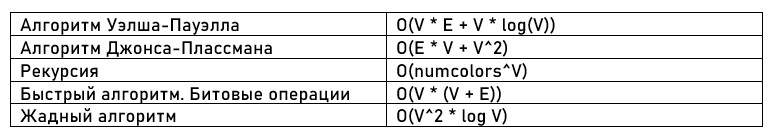 Алгоритм Уэлша-Пауэлла O(V * E + V * log(V))
Алгоритм Джонса-Плассмана O(E * V + V^2)
Рекурсия O(numcolors^V)
Быстрый алгоритм. Битовые операции O(V * (V + E))
Жадный алгоритм O(V^2 * log V)